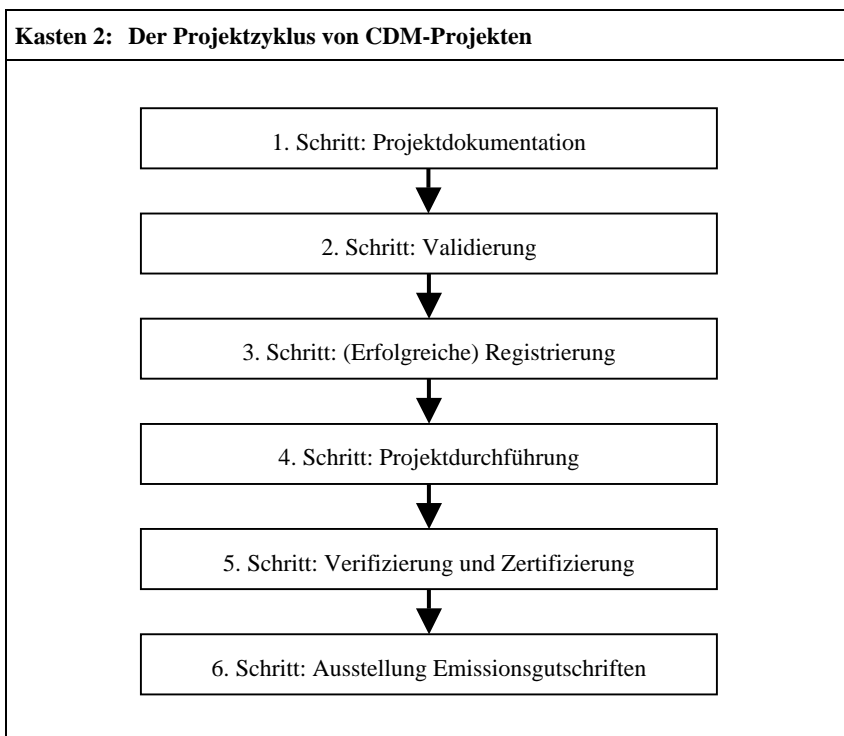 Kasten 2: Der Projektzyklus von CDM-Projekten
1. Schritt: Projektdokumentation
2. Schritt: Validierung
3. Schritt: (Erfolgreiche) Registrierung
4. Schritt: Projektdurchführung
5. Schritt: Verifizierung und Zertifizierung
6. Schritt: Ausstellung Emissionsgutschriften